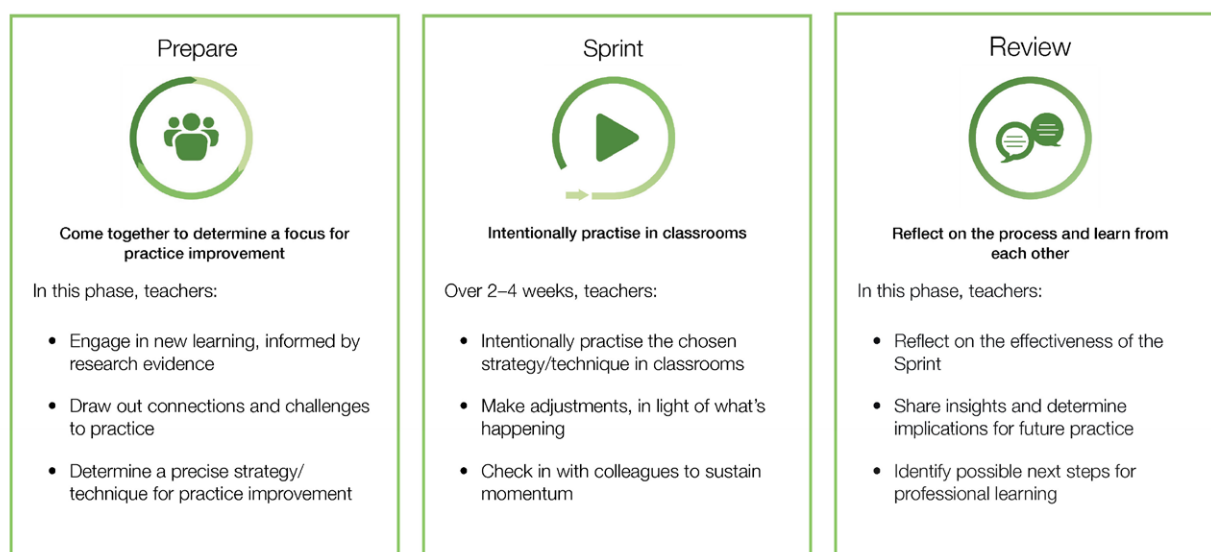 Prepare
Come together to determine a focus for
practice improvement
In this phase, teachers:
• Engage in new learning, informed by
research evidence
• Draw out connections and challenges
to practice
• Determine a precise strategy/
technique for practice improvement
Sprint
Intentionally practise in classrooms
Over 2–4 weeks, teachers:
• Intentionally practise the chosen
strategy/technique in classrooms
• Make adjustments, in light of what's
happening
• Check in with colleagues to sustain
momentum
Review
Reflect on the process and learn from
each other
In this phase, teachers:
• Reflect on the effectiveness of the
Sprint
• Share insights and determine
implications for future practice
• Identify possible next steps for
professional learning